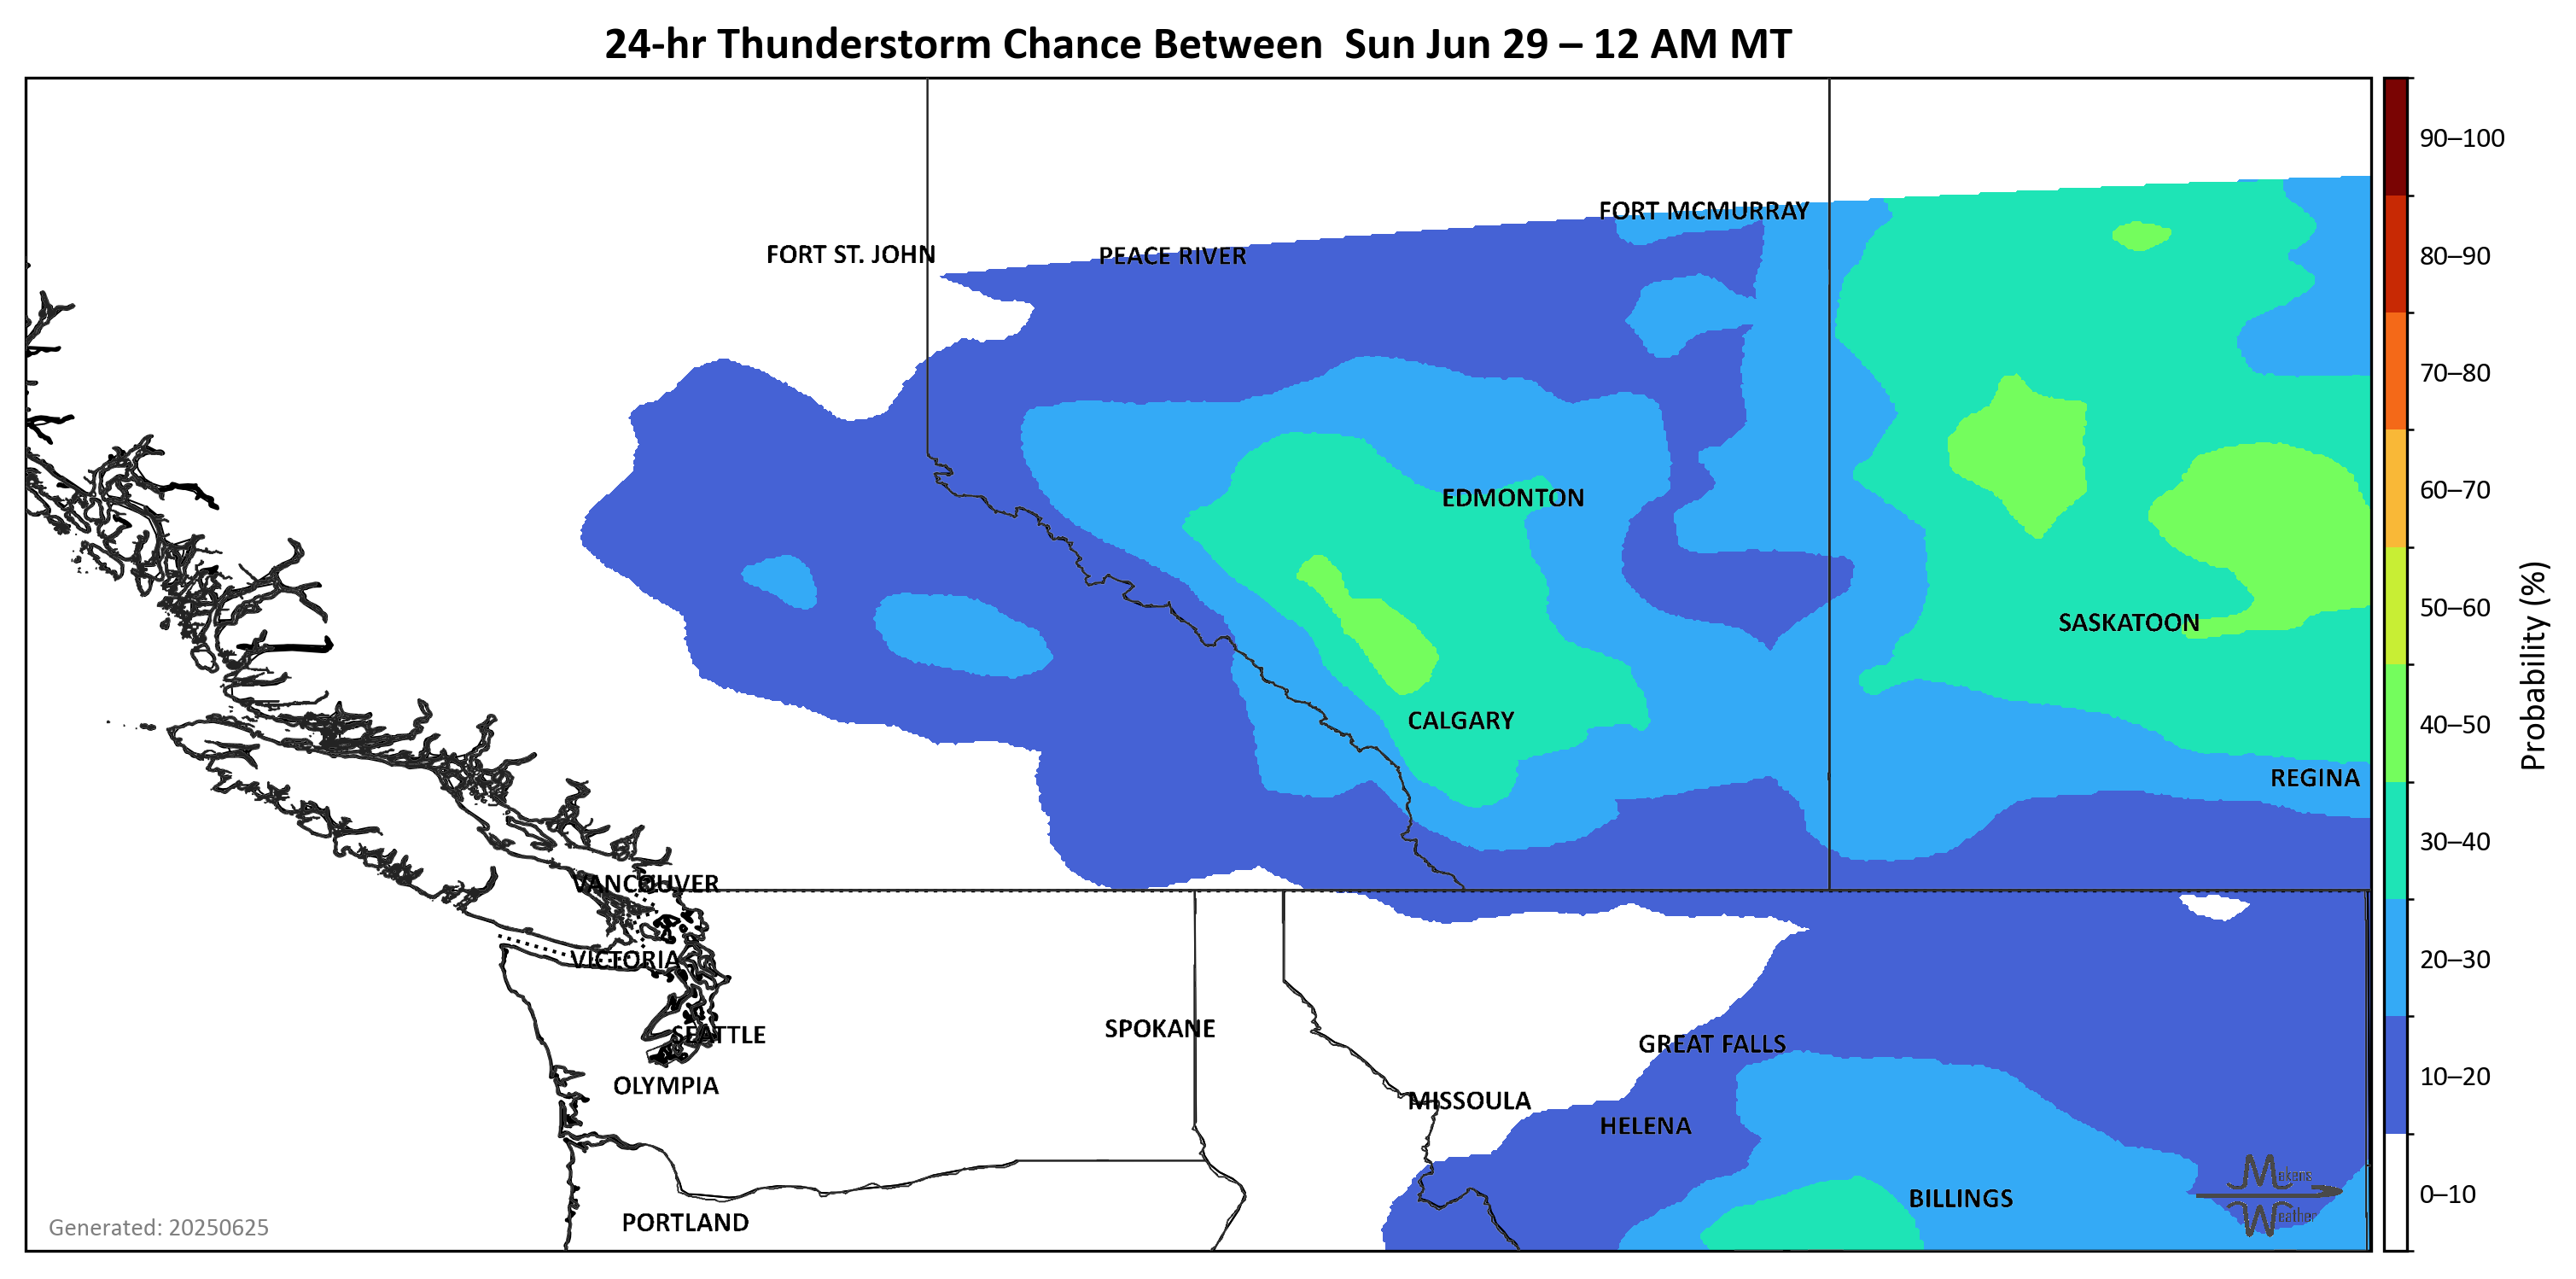 24-hr Thunderstorm Chance Between  Sun Jun 29 – 12 AM MT
90–100
FORT MCMURRAY
FORT ST. JOHN
PEACE RIVER
80–90
70–80
60–70
EDMONTON
50–60
SASKATOON
Probability (%)
CALGARY
40–50
REGINA
30–40
VANCOUVER
VICTORIA
20–30
SPOKANE
SEATTLE
GREAT FALLS
10–20
OLYMPIA
MISSOULA
HELENA
Mekens
Weather
BILLINGS
0–10
PORTLAND
Generated: 20250625